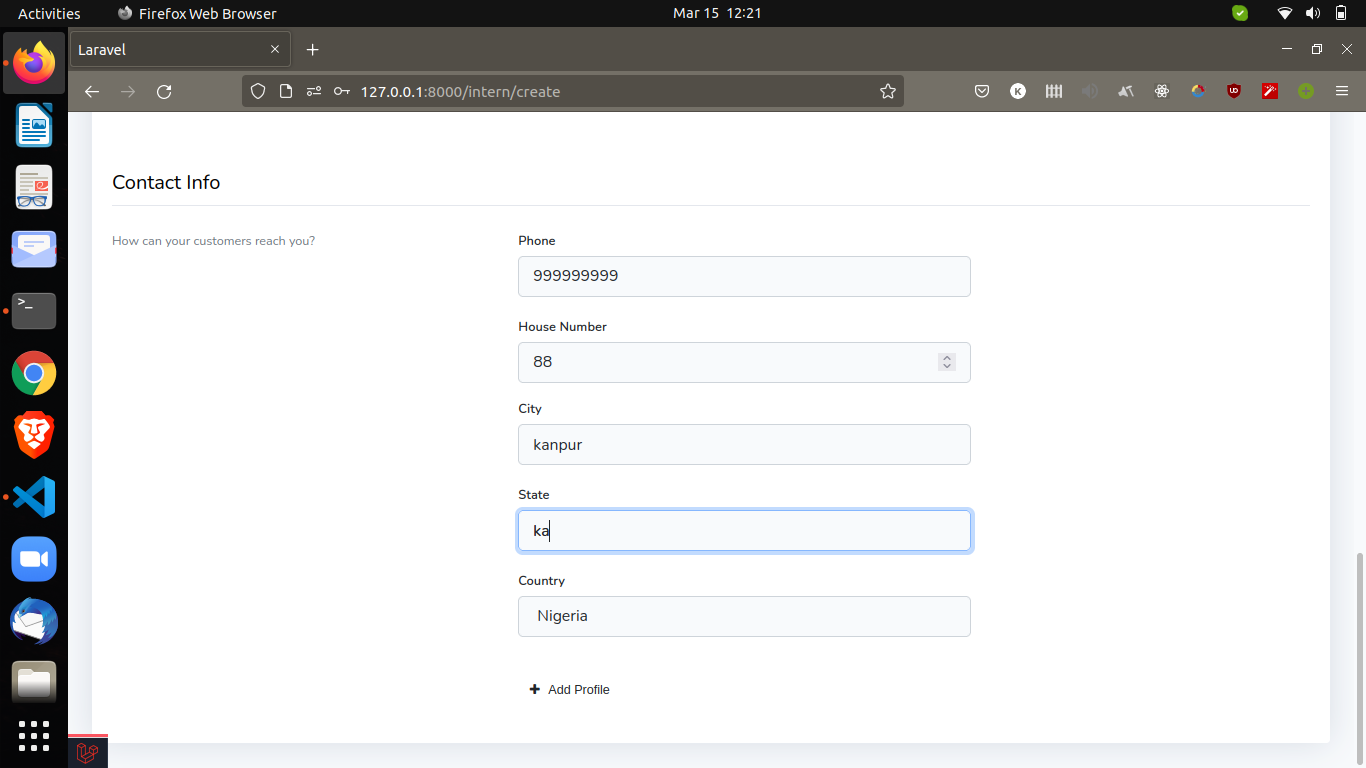 Activities
Firefox Web Browser
Mar 15 12:21
Laravel
127.0.0.1:8000/intern/create
Contact Info
How can your customers reach you?
Phone
999999999
House Number
88
City
kanpur
State
ka
Country
Nigeria
Add Profile